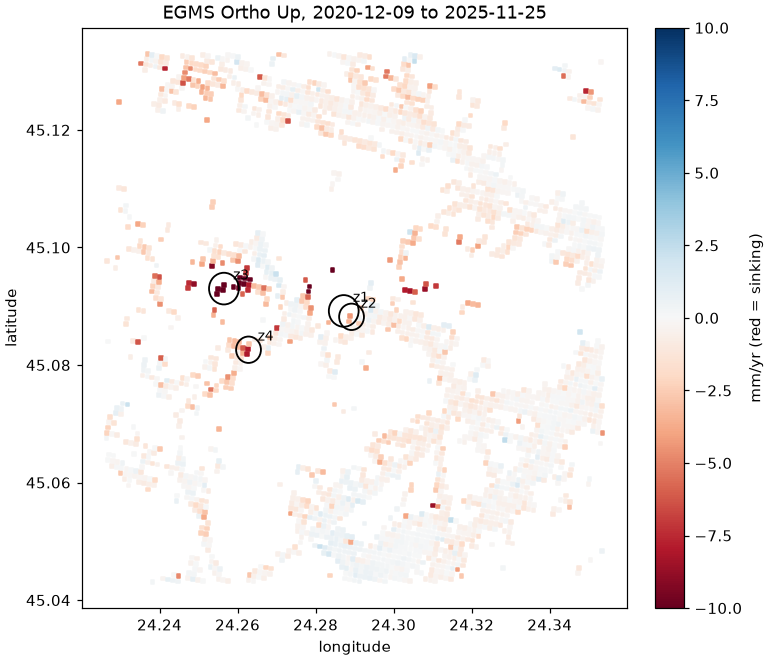 EGMS Ortho Up, 2020-12-09 to 2025-11-25
10.0
7.5
5.0
2.5
0.0
−2.5
−5.0
−7.5
−10.0
mm/yr (red = sinking)
45.12
45.10
45.08
45.06
45.04
latitude
z3
z1
z2
z4
24.24 24.26 24.28 24.30 24.32 24.34
longitude